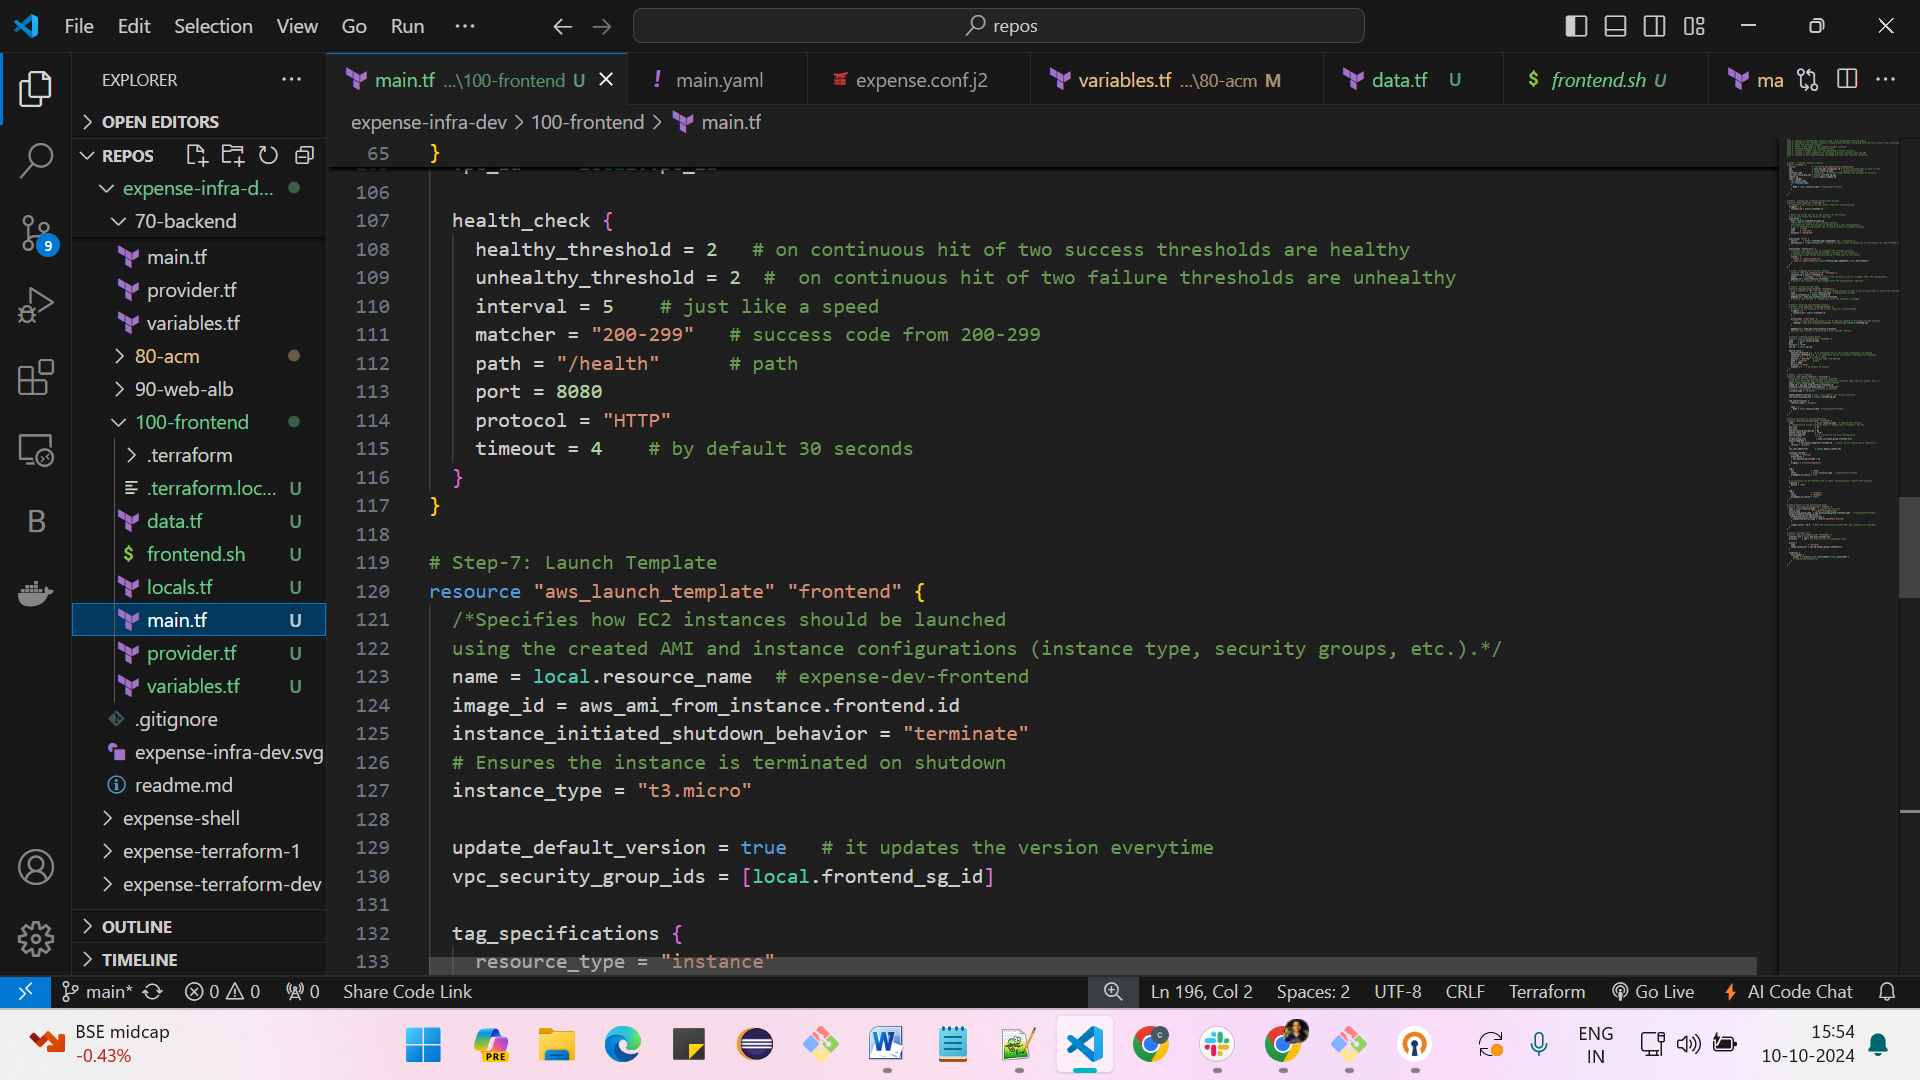 File Edit Selection View Go Run ... repos
EXPLORER ...
main.tf ...\100-frontend U
! main.yaml
expense.conf.j2
variables.tf ...\80-acm M
data.tf U
$ frontend.sh U
ma ...
OPEN EDITORS
expense-infra-dev > 100-frontend > main.tf
REPOS
expense-infra-d...
70-backend
main.tf
provider.tf
variables.tf
80-acm
90-web-alb
100-frontend
.terraform
.terraform.loc... U
data.tf U
$ frontend.sh U
locals.tf U
main.tf U
provider.tf U
variables.tf U
.gitignore
expense-infra-dev.svg
readme.md
expense-shell
expense-terraform-1
expense-terraform-dev
OUTLINE
TIMELINE
9
B
65 }
106
107 health_check {
108 healthy_threshold = 2 # on continuous hit of two success thresholds are healthy
109 unhealthy_threshold = 2 # on continuous hit of two failure thresholds are unhealthy
110 interval = 5 # just like a speed
111 matcher = "200-299" # success code from 200-299
112 path = "/health" # path
113 port = 8080
114 protocol = "HTTP"
115 timeout = 4 # by default 30 seconds
116 }
117 }
118
119 # Step-7: Launch Template
120 resource "aws_launch_template" "frontend" {
121 /*Specifies how EC2 instances should be launched
122 using the created AMI and instance configurations (instance type, security groups, etc.).*/
123 name = local.resource_name # expense-dev-frontend
124 image_id = aws_ami_from_instance.frontend.id
125 instance_initiated_shutdown_behavior = "terminate"
126 # Ensures the instance is terminated on shutdown
127 instance_type = "t3.micro"
128
129 update_default_version = true # it updates the version everytime
130 vpc_security_group_ids = [local.frontend_sg_id]
131
132 tag_specifications {
133 resource_type = "instance"
main* 0 0 0 Share Code Link Ln 196, Col 2 Spaces: 2 UTF-8 CRLF Terraform Go Live AI Code Chat
BSE midcap
-0.43%
PRE
ENG
IN
15:54
10-10-2024